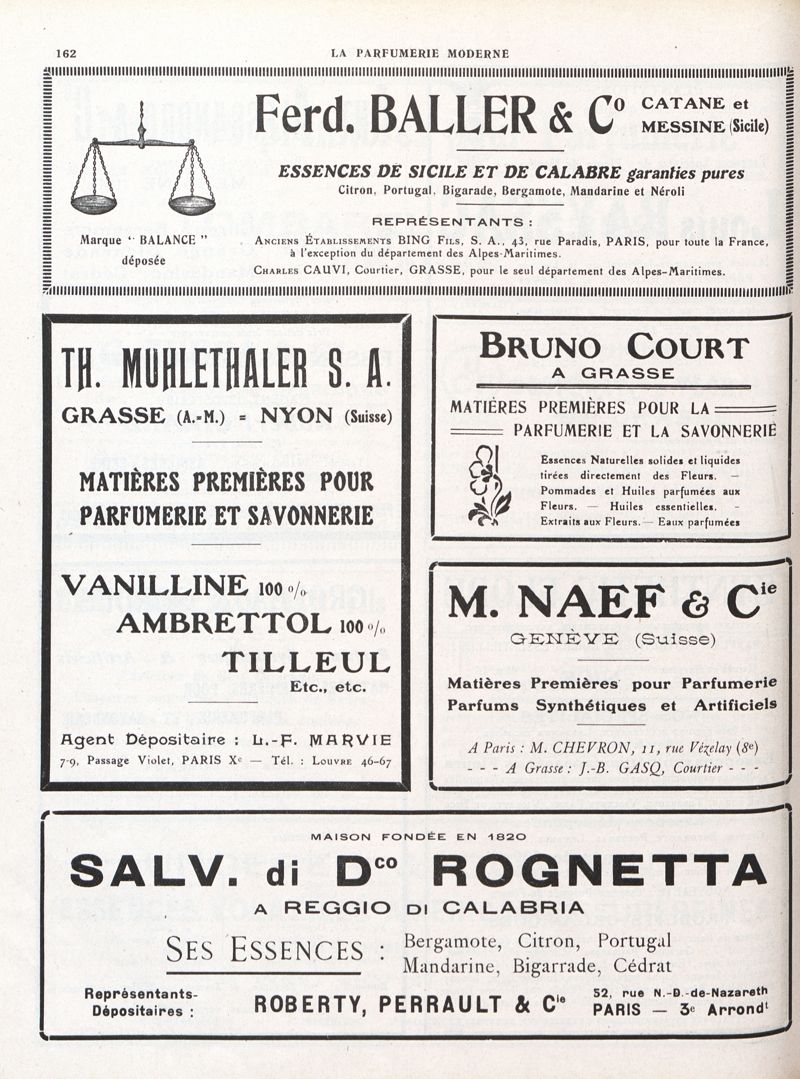 162
LA PARFUMERIE MODERNE
Ferd. BALLER & Cº CATANE et
MESSINE (Sicile)
ESSENCES DE SICILE ET DE CALABRE garanties pures
Citron, Portugal, Bigarade, Bergamote, Mandarine et Néroli
REPRÉSENTANTS :
Marque " BALANCE "
déposée
ANCIENS ÉTABLISSEMENTS BING FILS, S. A., 43, rue Paradis, PARIS, pour toute la France,
à l'exception du département des Alpes-Maritimes.
CHARLES CAUVI, Courtier, GRASSE, pour le seul département des Alpes-Maritimes.
TH. MUHLETHALER S. A.
GRASSE (A.-M.) = NYON (Suisse)
MATIÈRES PREMIÈRES POUR
PARFUMERIE ET SAVONNERIE
VANILLINE 100 %
AMBRETTOL 100 %
TILLEUL
Etc., etc.
Agent Dépositaire : L.-F. MARVIE
7-9, Passage Violet, PARIS Xe — Tél. : LOUVRE 46-67
BRUNO COURT
A GRASSE
MATIÈRES PREMIÈRES POUR LA
PARFUMERIE ET LA SAVONNERIE
Essences Naturelles solides et liquides
tirées directement des Fleurs. —
Pommades et Huiles parfumées aux
Fleurs. — Huiles essentielles. -
Extraits aux Fleurs. — Eaux parfumées
M. NAEF & Cie
GENÈVE (Suisse)
Matières Premières pour Parfumerie
Parfums Synthétiques et Artificiels
A Paris : M. CHEVRON, 11, rue Vézelay (8e)
- - - A Grasse : J.-B. GASQ, Courtier - - -
MAISON FONDÉE EN 1820
SALV. di Dco ROGNETTA
A REGGIO DI CALABRIA
SES ESSENCES : Bergamote, Citron, Portugal
Mandarine, Bigarrade, Cédrat
Représentants-
Dépositaires :
ROBERTY, PERRAULT & Cie
52, rue N.-D.-de-Nazareth
PARIS — 3e Arrondt